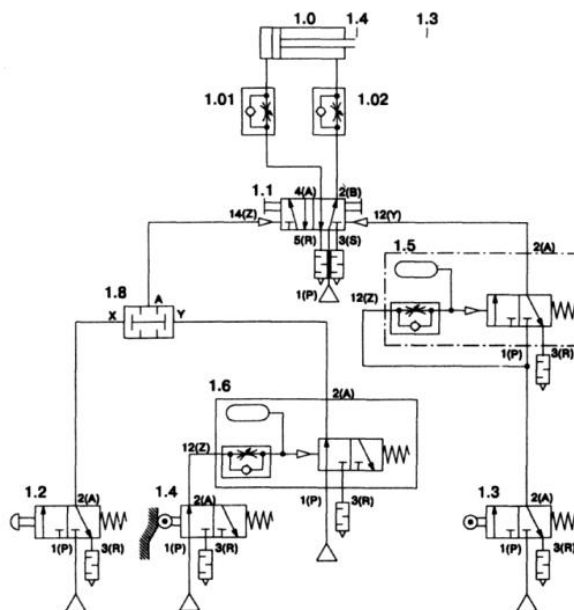 1.0 1.4 1.3
1.01 1.02
1.1 4(A) 2(B)
14(Z) 12(Y)
5(R) 3(S)
1(P)
1.5 2(A)
12(Z)
1(P) 3(R)
1.8 A
X Y
1.6 2(A)
12(Z)
1(P) 3(R)
1.2 2(A)
1(P) 3(R)
1.4 2(A)
1(P) 3(R)
1.3 2(A)
1(P) 3(R)